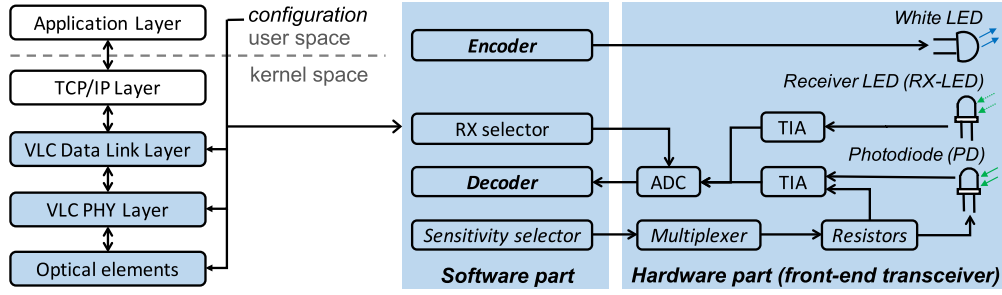 Application Layer
configuration
user space
kernel space
TCP/IP Layer
VLC Data Link Layer
VLC PHY Layer
Optical elements
Encoder
RX selector
Decoder
Sensitivity selector
Software part
White LED
Receiver LED (RX-LED)
TIA
Photodiode (PD)
ADC
TIA
Multiplexer
Resistors
Hardware part (front-end transceiver)